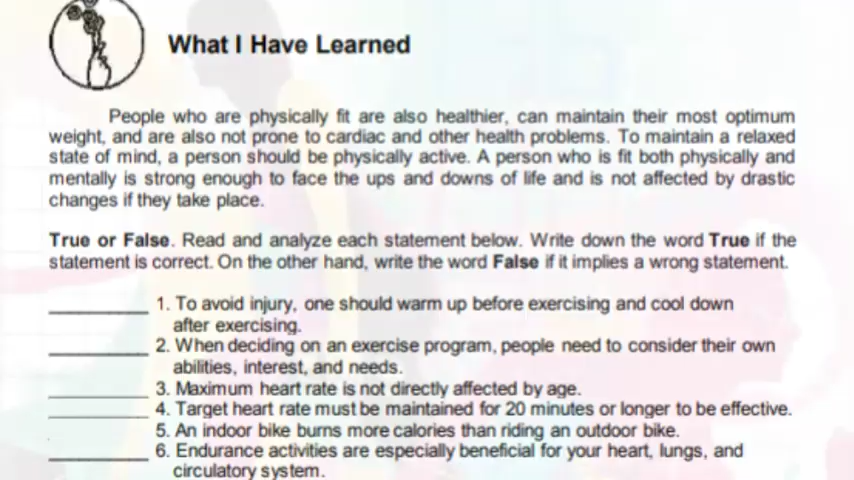 What I Have Learned
People who are physically fit are also healthier, can maintain their most optimum
weight, and are also not prone to cardiac and other health problems. To maintain a relaxed
state of mind, a person should be physically active. A person who is fit both physically and
mentally is strong enough to face the ups and downs of life and is not affected by drastic
changes if they take place.
True or False. Read and analyze each statement below. Write down the word True if the
statement is correct. On the other hand, write the word False if it implies a wrong statement.
__________ 1. To avoid injury, one should warm up before exercising and cool down
after exercising.
__________ 2. When deciding on an exercise program, people need to consider their own
abilities, interest, and needs.
__________ 3. Maximum heart rate is not directly affected by age.
__________ 4. Target heart rate must be maintained for 20 minutes or longer to be effective.
5. An indoor bike burns more calories than riding an outdoor bike.
__________ 6. Endurance activities are especially beneficial for your heart, lungs, and
circulatory system.